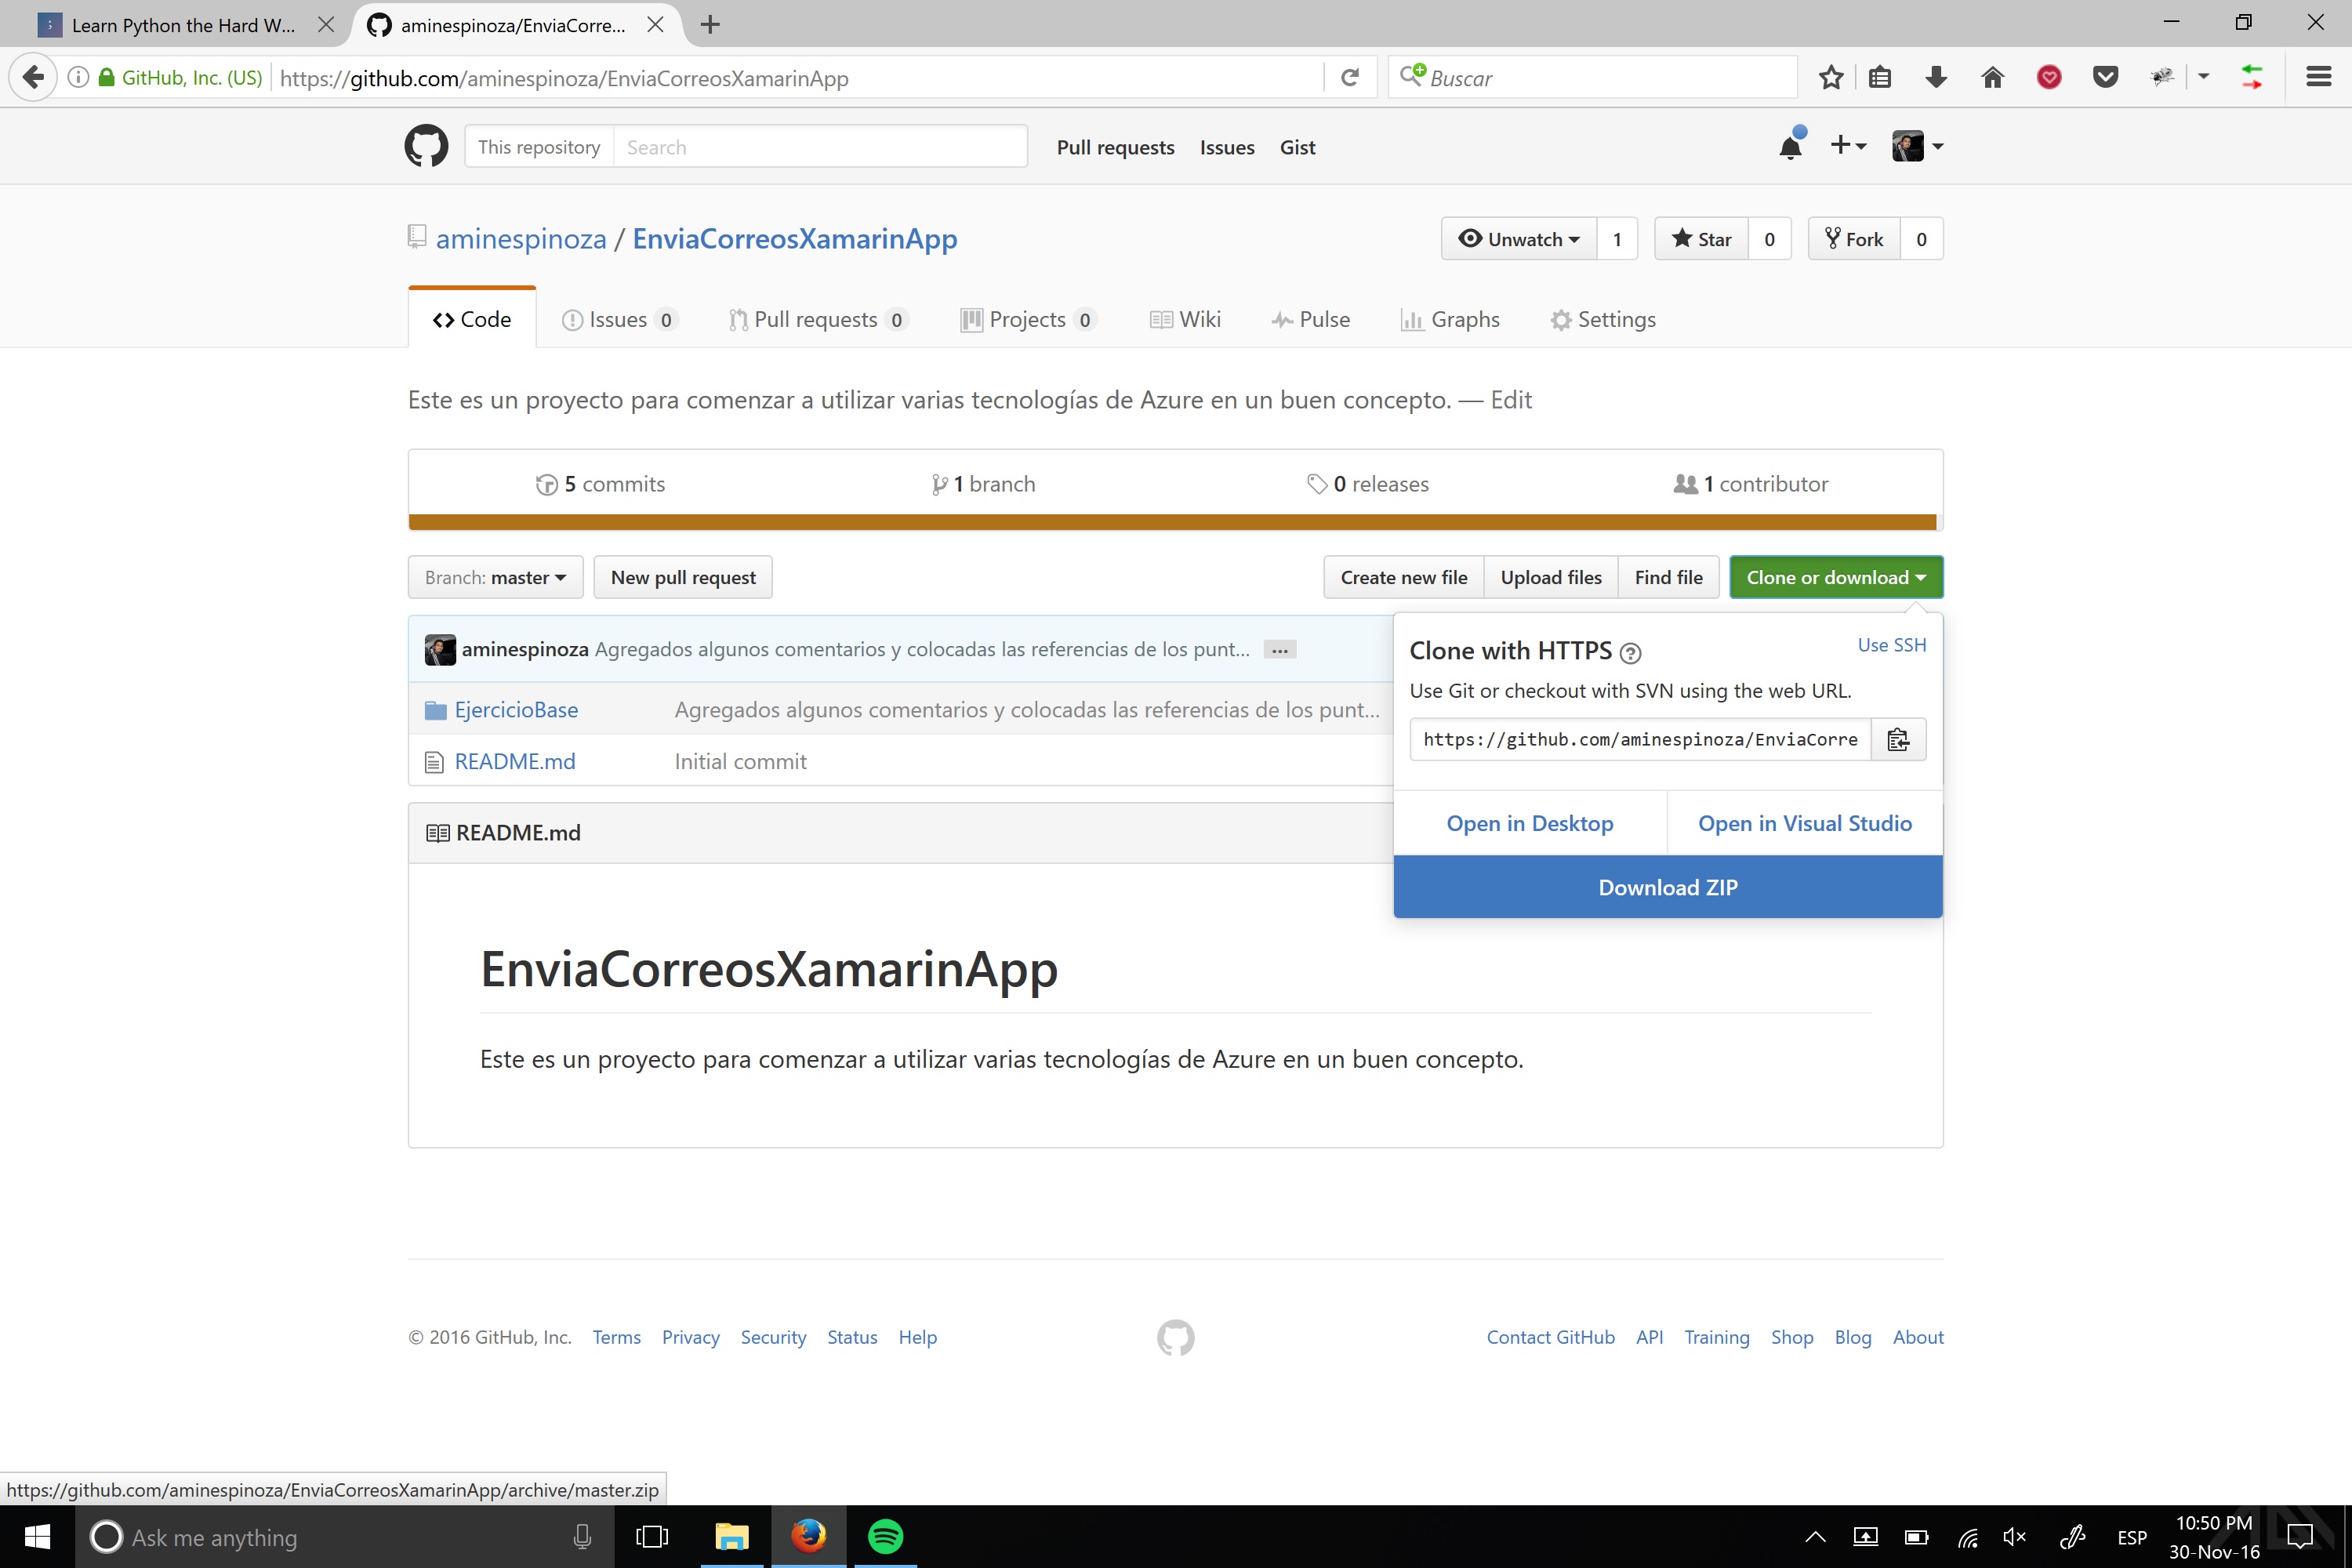 Learn Python the Hard W...
aminespinoza/EnviaCorre...
GitHub, Inc. (US)
https://github.com/aminespinoza/EnviaCorreosXamarinApp
Buscar
This repository
Search
Pull requests
Issues
Gist
aminespinoza / EnviaCorreosXamarinApp
Unwatch
1
Star
0
Fork
0
Code
Issues 0
Pull requests 0
Projects 0
Wiki
Pulse
Graphs
Settings
Este es un proyecto para comenzar a utilizar varias tecnologías de Azure en un buen concepto. — Edit
5 commits
1 branch
0 releases
1 contributor
Branch: master
New pull request
Create new file
Upload files
Find file
Clone or download
aminespinoza Agregados algunos comentarios y colocadas las referencias de los punt... ...
EjercicioBase
Agregados algunos comentarios y colocadas las referencias de los punt...
README.md
Initial commit
Clone with HTTPS
Use SSH
Use Git or checkout with SVN using the web URL.
https://github.com/aminespinoza/EnviaCorre
Open in Desktop
Open in Visual Studio
Download ZIP
README.md
EnviaCorreosXamarinApp
Este es un proyecto para comenzar a utilizar varias tecnologías de Azure en un buen concepto.
© 2016 GitHub, Inc.
Terms
Privacy
Security
Status
Help
Contact GitHub
API
Training
Shop
Blog
About
https://github.com/aminespinoza/EnviaCorreosXamarinApp/archive/master.zip
Ask me anything
ESP
10:50 PM
30-Nov-16